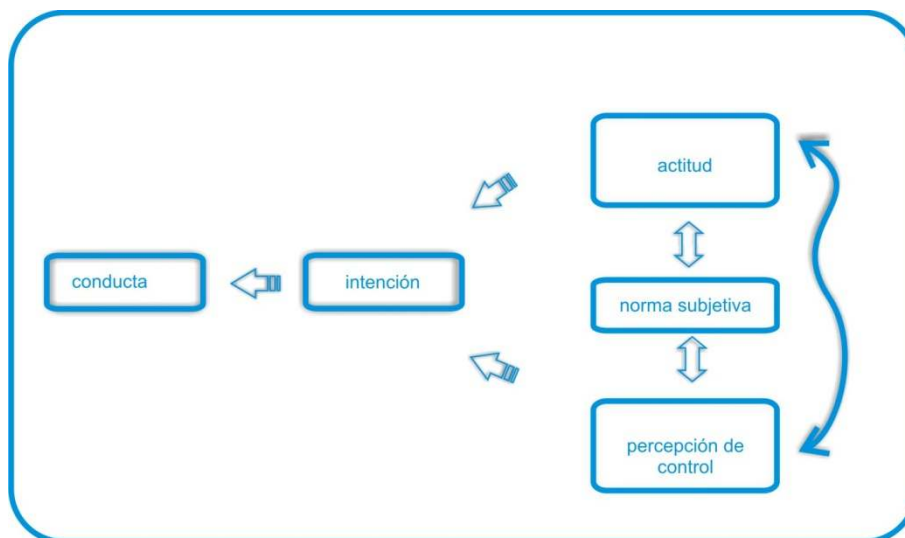 actitud
conducta
intención
norma subjetiva
percepción de
control